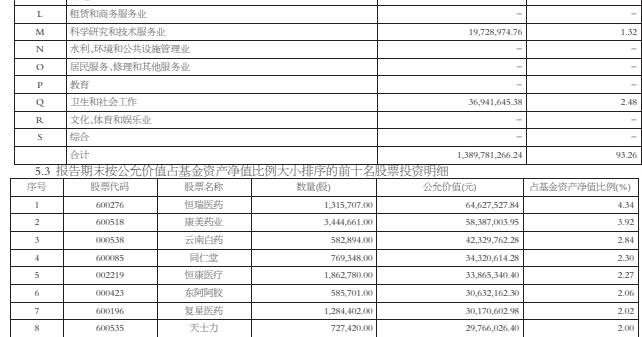 L 租赁和商务服务业 – –
M 科学研究和技术服务业 19,728,974.76 1.32
N 水利、环境和公共设施管理业 – –
O 居民服务、修理和其他服务业 – –
P 教育 – –
Q 卫生和社会工作 36,941,645.38 2.48
R 文化、体育和娱乐业 – –
S 综合 – –
合计 1,389,781,266.24 93.26
5.3 报告期末按公允价值占基金资产净值比例大小排序的前十名股票投资明细
序号 股票代码 股票名称 数量(股) 公允价值(元) 占基金资产净值比例(%)
1 600276 恒瑞医药 1,315,707.00 64,627,527.84 4.34
2 600518 康美药业 3,444,661.00 58,387,003.95 3.92
3 000538 云南白药 582,894.00 42,329,762.28 2.84
4 600085 同仁堂 769,348.00 34,320,614.28 2.30
5 002219 恒康医疗 1,862,780.00 33,865,340.40 2.27
6 000423 东阿阿胶 585,701.00 30,632,162.30 2.06
7 600196 复星医药 1,284,402.00 30,170,602.98 2.02
8 600535 天士力 727,420.00 29,766,026.40 2.00